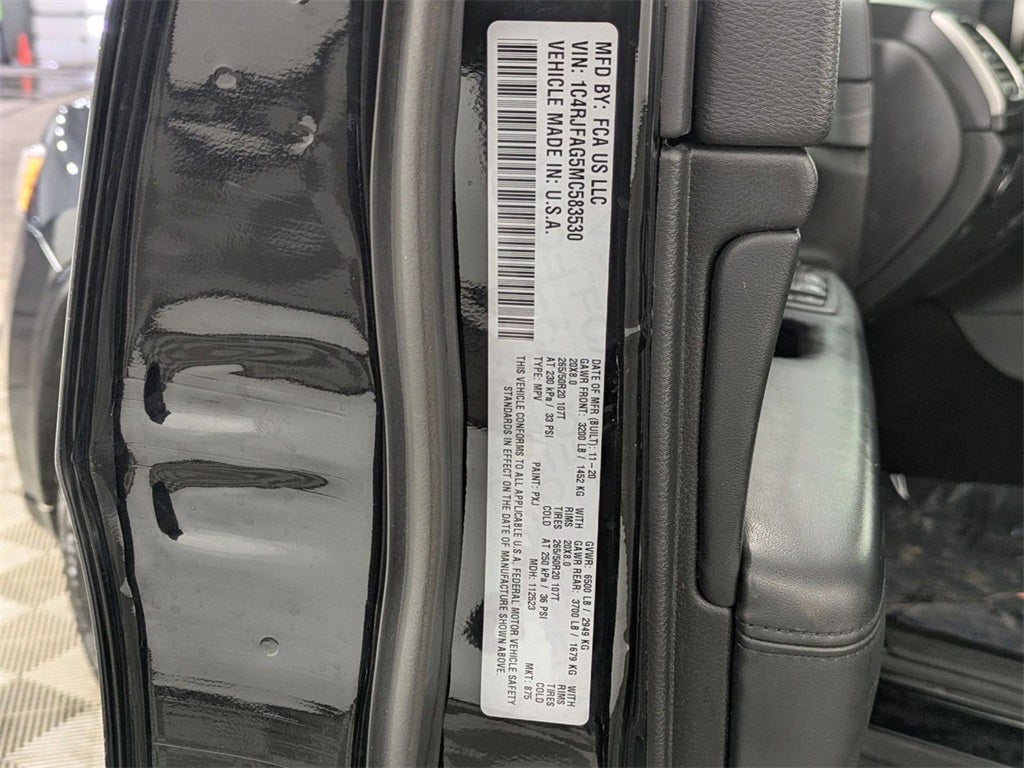 MFD BY: FCA US LLC
VIN: 1C4RJFAG5MC583530
VEHICLE MADE IN: U.S.A.
DATE OF MFR (BUILT): 11-20 GVWR: 6500 LB / 2949 KG
GAWR FRONT: 3200 LB / 1452 KG WITH GAWR REAR: 3700 LB / 1679 KG WITH
20X8.0 RIMS 20X8.0 RIMS
265/50R20 107T TIRES 265/50R20 107T TIRES
AT 230 kPa / 33 PSI COLD AT 250 kPa / 36 PSI COLD
TYPE: MPV PAINT: PXJ MDH: 112523 MKT: 875
THIS VEHICLE CONFORMS TO ALL APPLICABLE U.S.A. FEDERAL MOTOR VEHICLE SAFETY
STANDARDS IN EFFECT ON THE DATE OF MANUFACTURE SHOWN ABOVE.